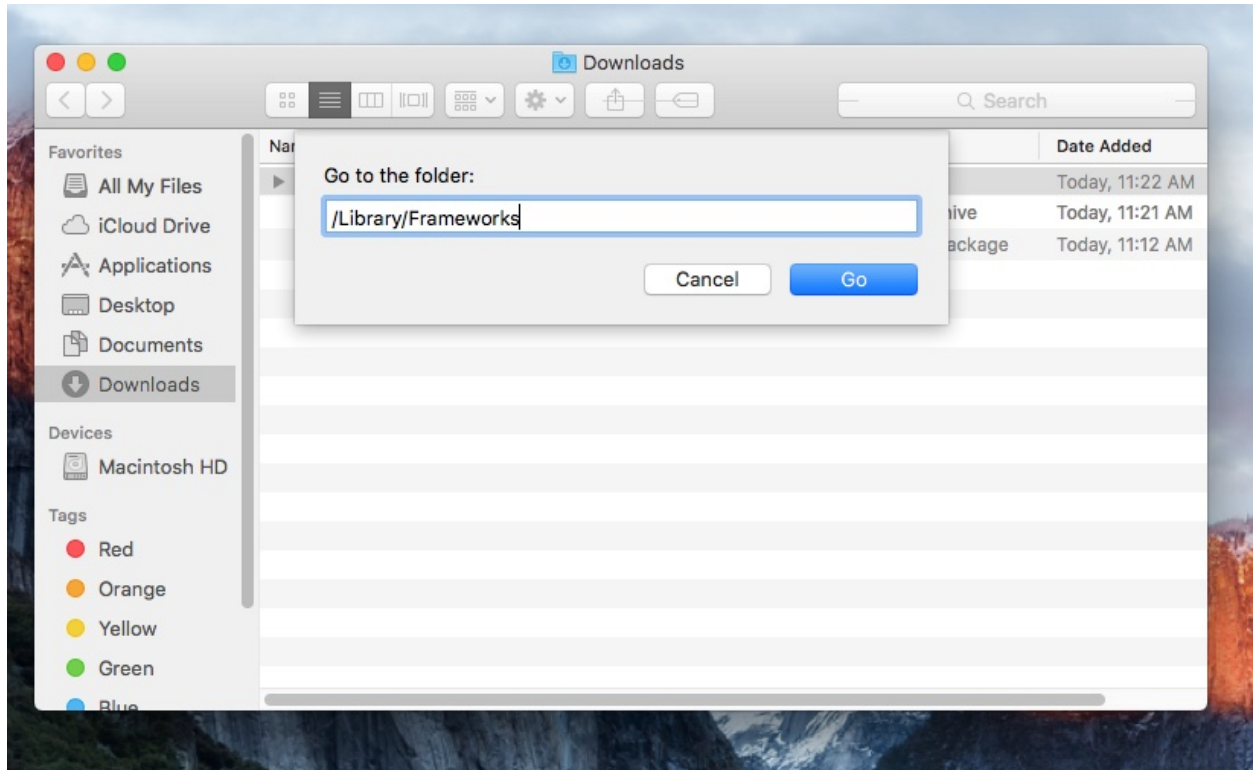 Downloads
Search
Favorites
All My Files
iCloud Drive
Applications
Desktop
Documents
Downloads
Devices
Macintosh HD
Tags
Red
Orange
Yellow
Green
Blue
Date Added
Go to the folder:
/Library/Frameworks
Cancel
Go
Today, 11:22 AM
Today, 11:21 AM
Today, 11:12 AM